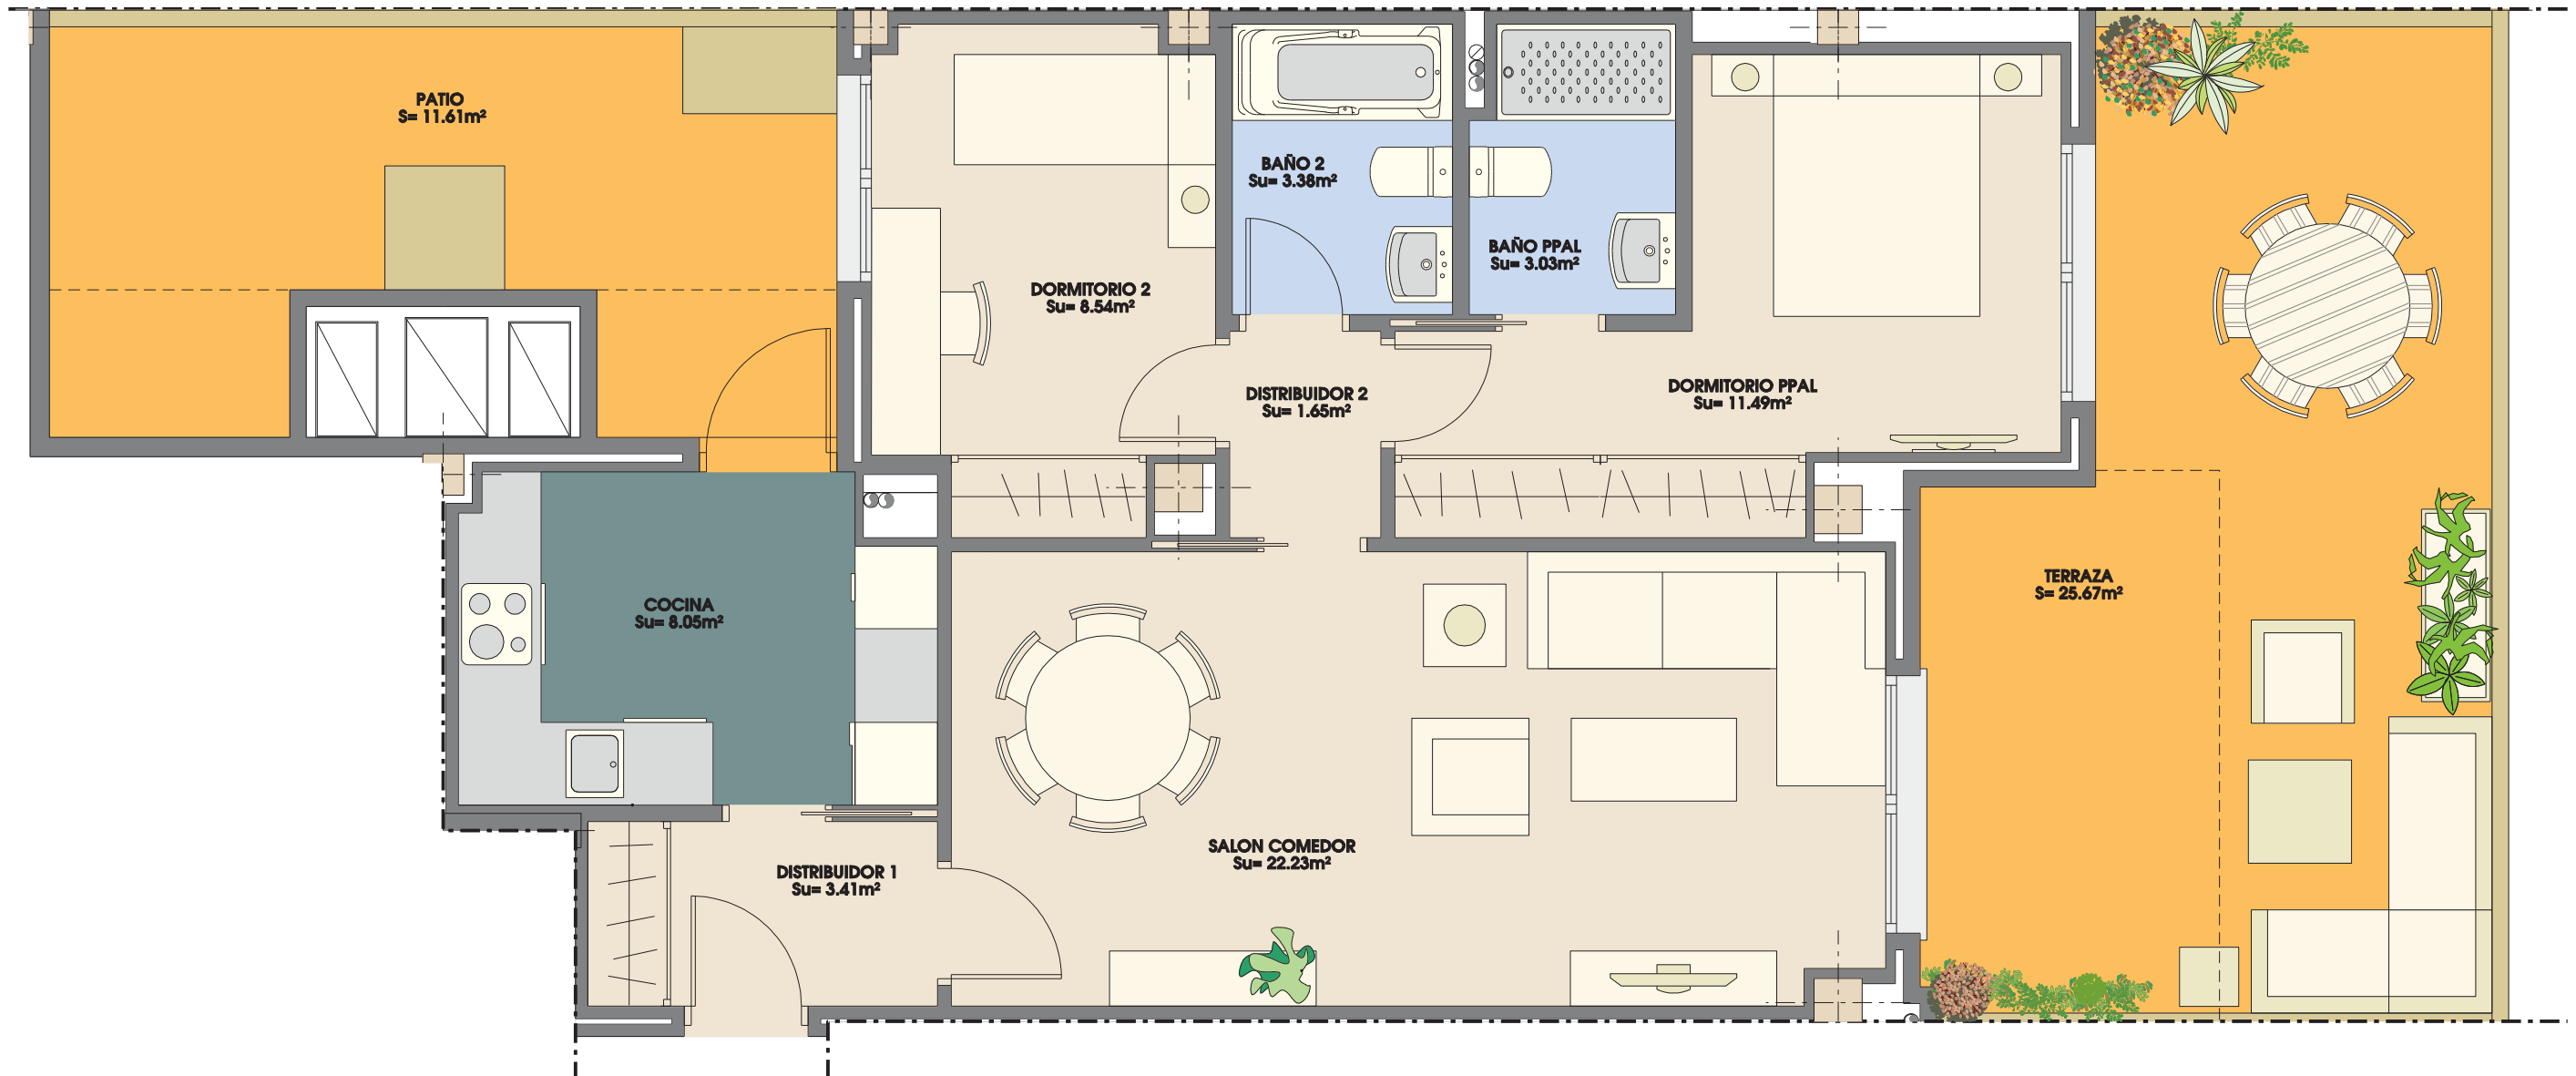 PATIO
S= 11.61m²
BAÑO 2
Su= 3.38m²
BAÑO PPAL
Su= 3.03m²
DORMITORIO 2
Su= 8.54m²
DISTRIBUIDOR 2
Su= 1.65m²
DORMITORIO PPAL
Su= 11.49m²
COCINA
Su= 8.05m²
TERRAZA
S= 25.67m²
DISTRIBUIDOR 1
Su= 3.41m²
SALON COMEDOR
Su= 22.23m²